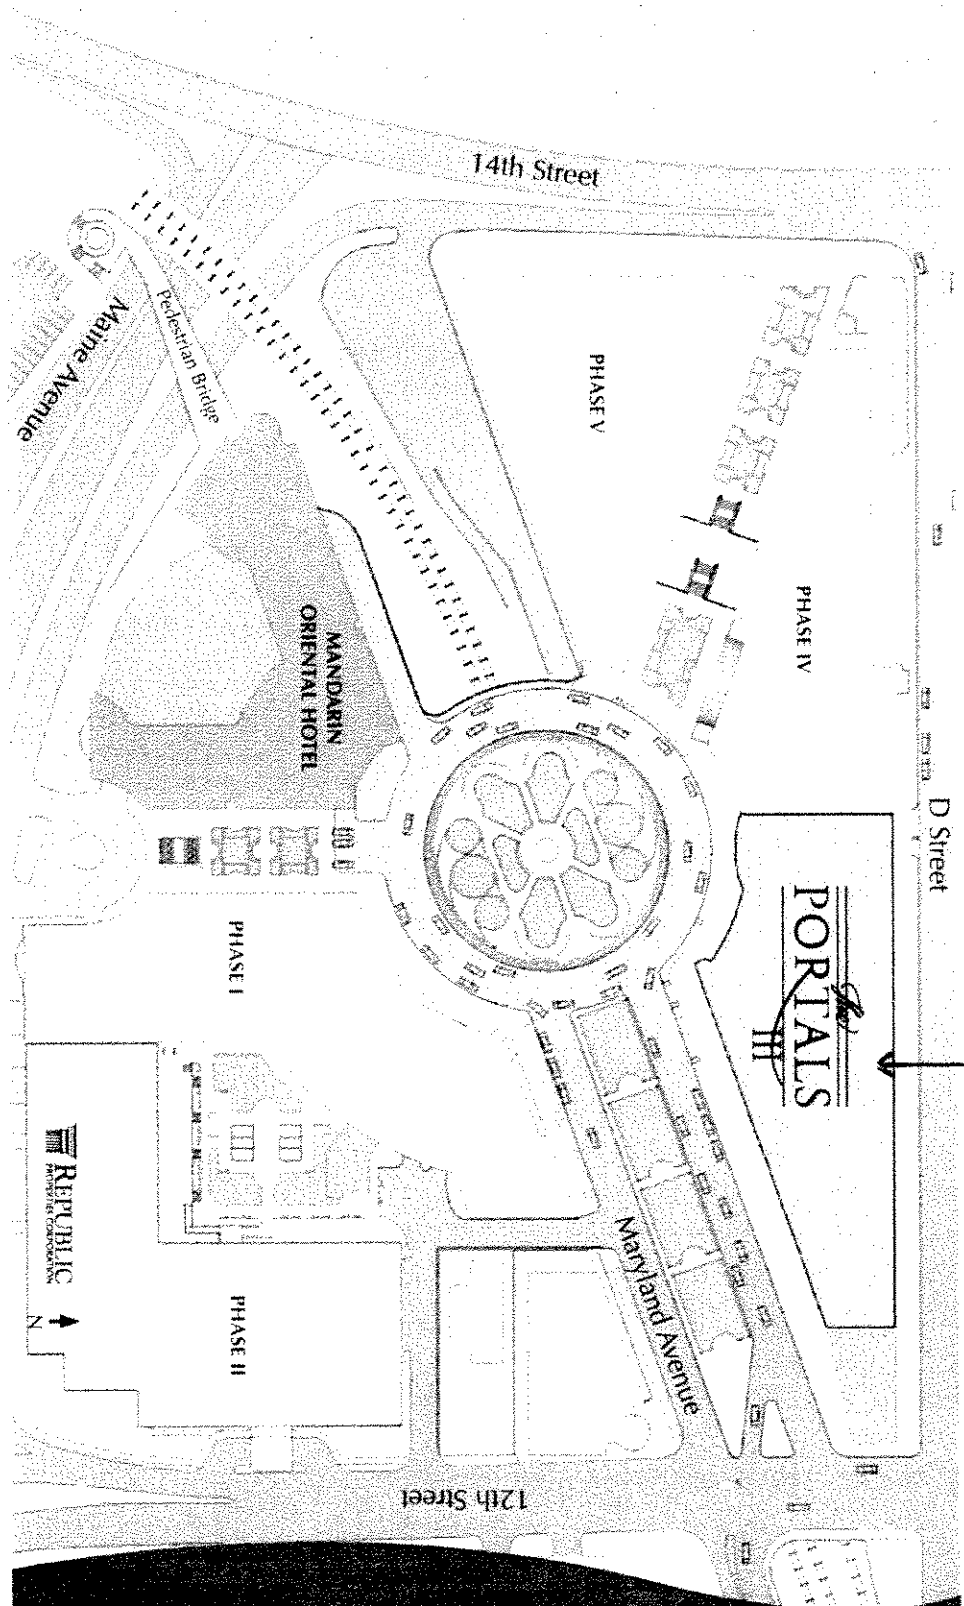 14th Street
Pedestrian Bridge
Maine Avenue
PHASE V
PHASE IV
MANDARIN
ORIENTAL HOTEL
D Street
The
PORTALS
III
PHASE I
REPUBLIC
PROPERTIES CORPORATION
N
PHASE II
Maryland Avenue
12th Street